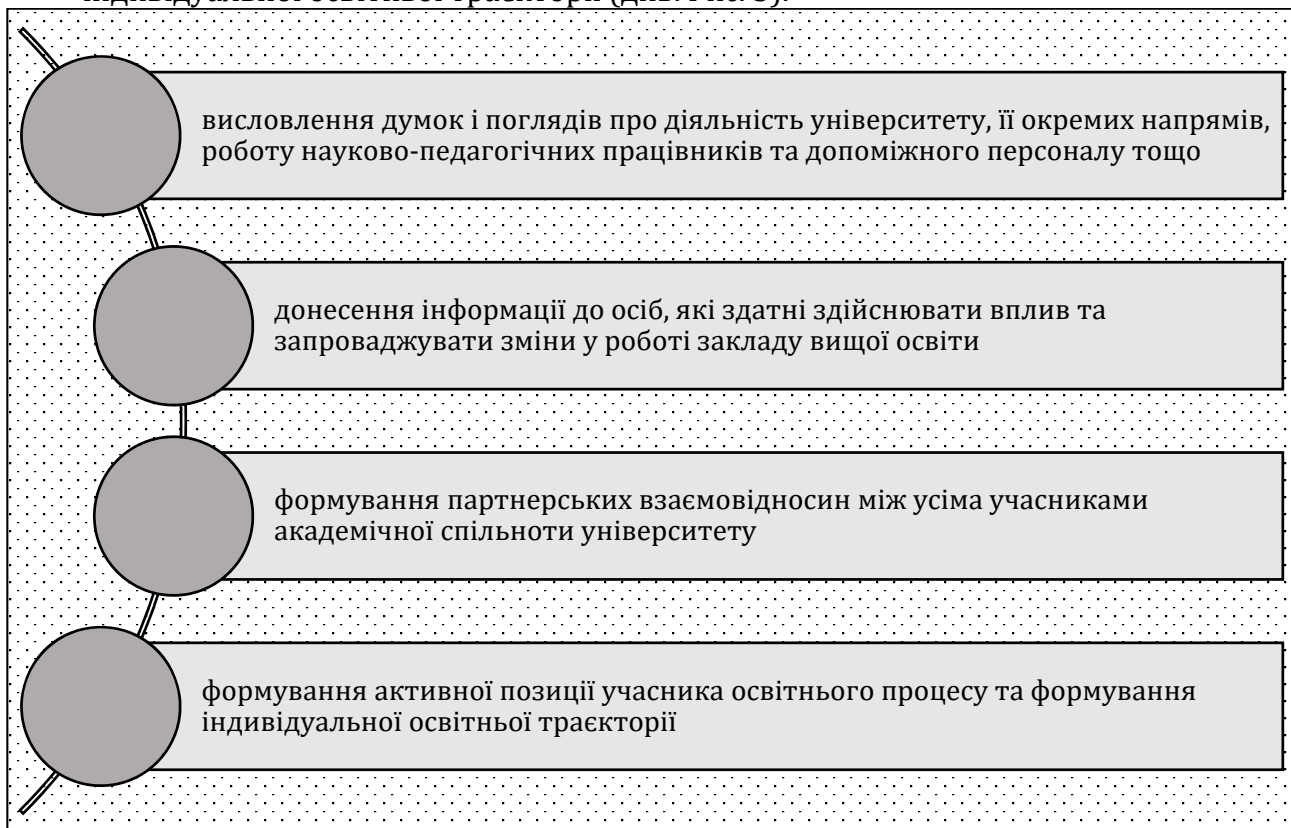 висловлення думок і поглядів про діяльність університету, її окремих напрямів,
роботу науково-педагогічних працівників та допоміжного персоналу тощо
донесення інформації до осіб, які здатні здійснювати вплив та
запроваджувати зміни у роботі закладу вищої освіти
формування партнерських взаємовідносин між усіма учасниками
академічної спільноти університету
формування активної позиції учасника освітнього процесу та формування
індивідуальної освітньої траєкторії